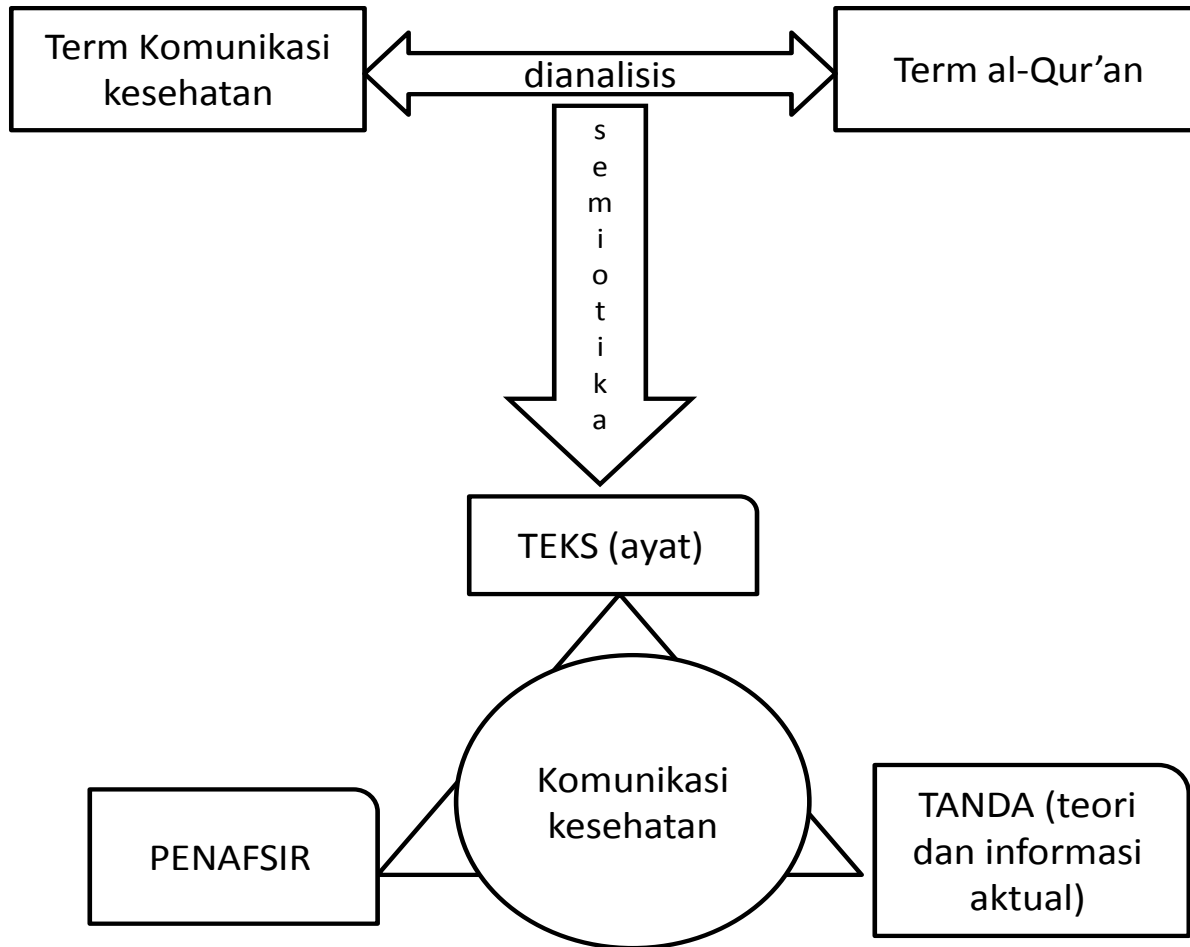 Term Komunikasi
kesehatan
dianalisis
Term al-Qur'an
s
e
m
i
o
t
i
k
a
TEKS (ayat)
Komunikasi
kesehatan
PENAFSIR
TANDA (teori
dan informasi
aktual)